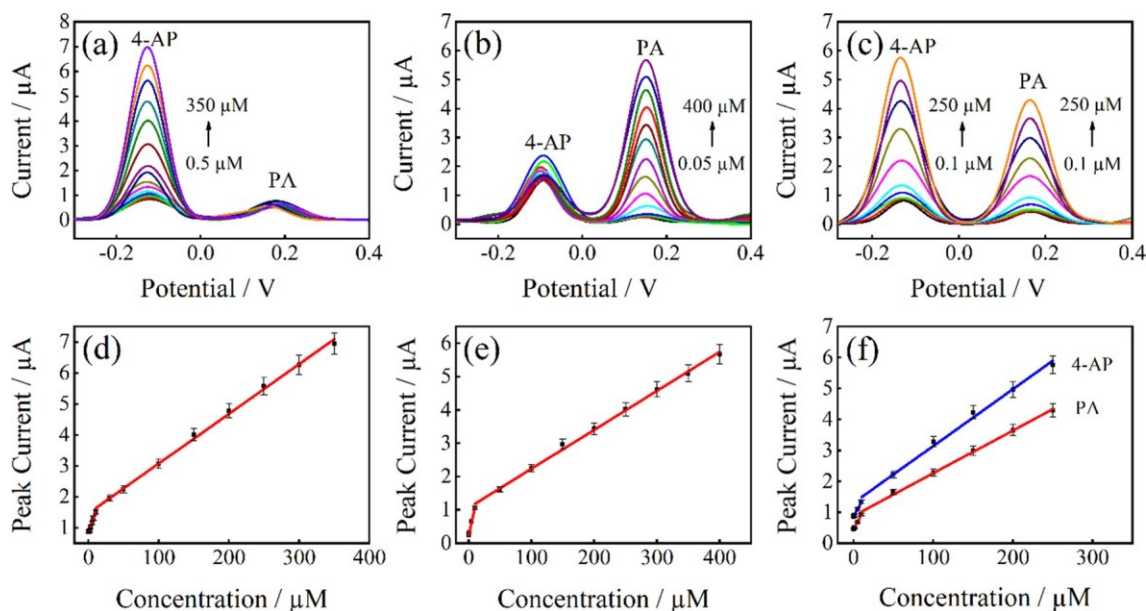 (a)
4-AP
350 µM
0.5 µM
PA
Current / µA
8
7
6
5
4
3
2
1
0
-0.2
0.0
0.2
0.4
Potential / V
(b)
PA
400 µM
4-AP
0.05 µM
Current / µA
7
6
5
4
3
2
1
0
-0.2
0.0
0.2
0.4
Potential / V
(c)
4-AP
PA
250 µM
250 µM
0.1 µM
0.1 µM
Current / µA
7
6
5
4
3
2
1
0
-0.2
0.0
0.2
0.4
Potential / V
(d)
Peak Current / µA
7
6
5
4
3
2
1
0
100
200
300
400
Concentration / µM
(e)
Peak Current / µA
7
6
5
4
3
2
1
0
0
100
200
300
400
Concentration / µM
(f)
4-AP
PA
Peak Current / µA
7
6
5
4
3
2
1
0
0
100
200
300
Concentration / µM